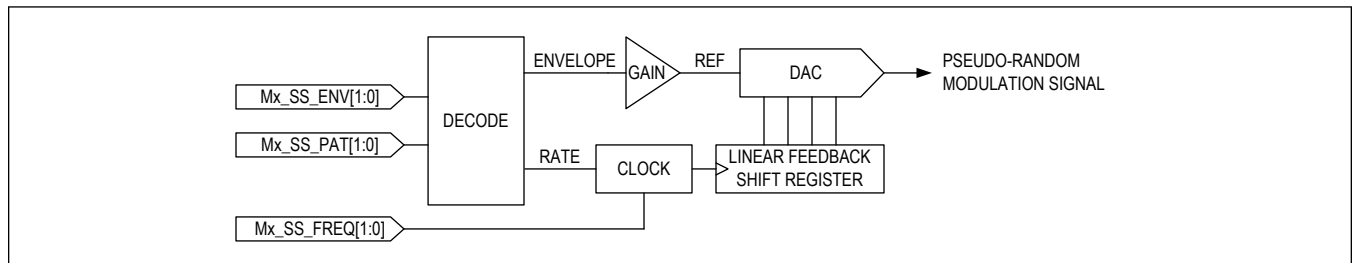 ENVELOPE
GAIN
REF
DAC
PSEUDO-RANDOM
MODULATION SIGNAL
Mx_SS_ENV[1:0]
DECODE
Mx_SS_PAT[1:0]
RATE
CLOCK
LINEAR FEEDBACK
SHIFT REGISTER
Mx_SS_FREQ[1:0]